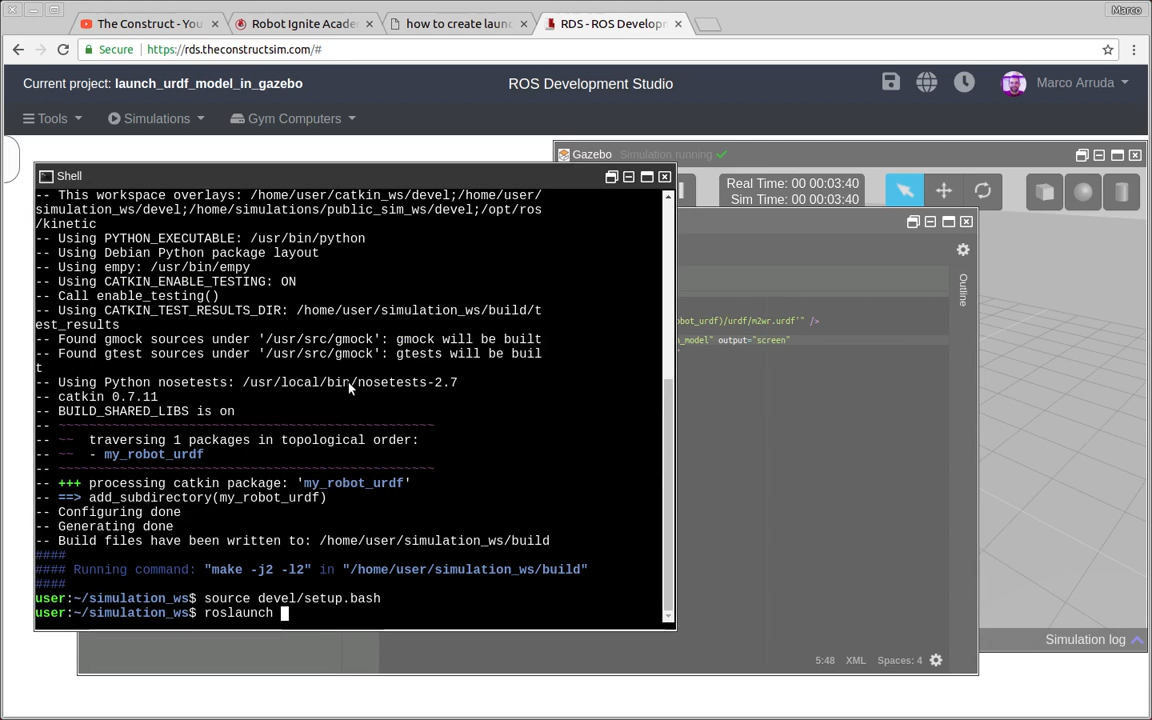 Marco
The Construct - You
Robot Ignite Acade
how to create laun
RDS - ROS Develop
Secure https://rds.theconstructsim.com/#
Current project: launch_urdf_model_in_gazebo
ROS Development Studio
Marco Arruda
Tools
Simulations
Gym Computers
Gazebo Simulation running
Shell
Real Time: 00 00:03:40
Sim Time: 00 00:03:40
-- This workspace overlays: /home/user/catkin_ws/devel;/home/user/
simulation_ws/devel;/home/simulations/public_sim_ws/devel;/opt/ros
/kinetic
-- Using PYTHON_EXECUTABLE: /usr/bin/python
-- Using Debian Python package layout
-- Using empy: /usr/bin/empy
-- Using CATKIN_ENABLE_TESTING: ON
-- Call enable_testing()
-- Using CATKIN_TEST_RESULTS_DIR: /home/user/simulation_ws/build/t
est_results
-- Found gmock sources under '/usr/src/gmock': gmock will be built
-- Found gtest sources under '/usr/src/gmock': gtests will be buil
t
-- Using Python nosetests: /usr/local/bin/nosetests-2.7
-- catkin 0.7.11
-- BUILD_SHARED_LIBS is on
-- ~~~~~~~~~~~~~~~~~~~~~~~~~~~~~~~~~~~~~~~~~~~~~~~~~
-- ~~  traversing 1 packages in topological order:
-- ~~  - my_robot_urdf
-- ~~~~~~~~~~~~~~~~~~~~~~~~~~~~~~~~~~~~~~~~~~~~~~~~~
-- +++ processing catkin package: 'my_robot_urdf'
-- ==> add_subdirectory(my_robot_urdf)
-- Configuring done
-- Generating done
-- Build files have been written to: /home/user/simulation_ws/build
####
#### Running command: "make -j2 -l2" in "/home/user/simulation_ws/build"
####
user:~/simulation_ws$ source devel/setup.bash
user:~/simulation_ws$ roslaunch
Outline
obot_urdf)/urdf/m2wr.urdf'" />
_model" output="screen"
Simulation log
5:48 XML Spaces: 4